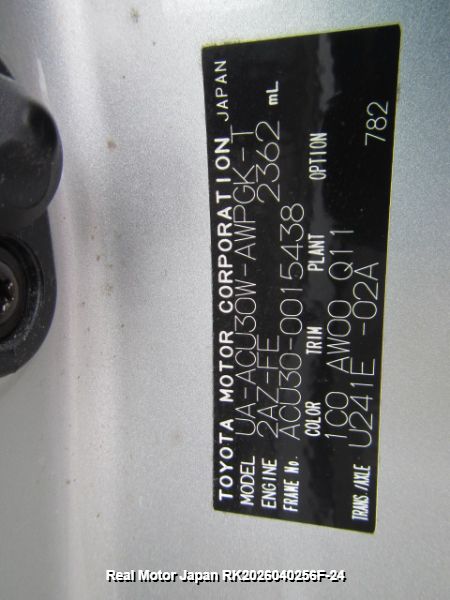 TOYOTA MOTOR CORPORATION JAPAN
MODEL UA-ACU30W-AWPGK-T
ENGINE 2AZ-FE 2362 mL
FRAME No. ACU30-0015438
COLOR TRIM PLANT OPTION
1C0 AW00 Q11
TRANS./AXLE U241E -02A 782
Real Motor Japan RK2026040256F-24